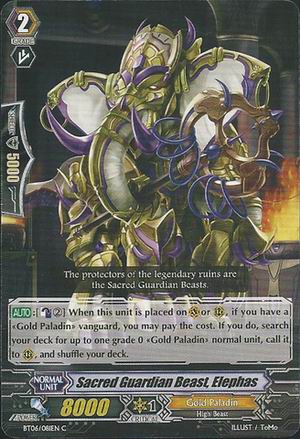 GRADE
2
SHIELD
5000
The protectors of the legendary ruins are
the Sacred Guardian Beasts.
AUTO : [②] When this unit is placed on or , if you have a
«Gold Paladin» vanguard, you may pay the cost. If you do, search
your deck for up to one grade 0 «Gold Paladin» normal unit, call it
to , and shuffle your deck.
NORMAL
UNIT
Sacred Guardian Beast, Elephas
Gold Paladin
High Beast
POWER
8000
1
CRITICAL
BT06/081EN C
ILLUST / ToMo